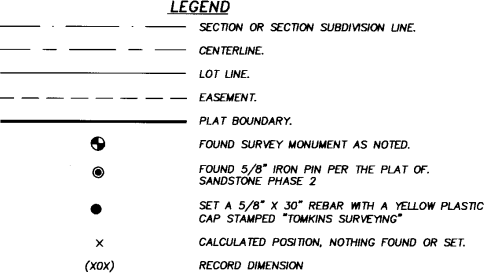 LEGEND
SECTION OR SECTION SUBDIVISION LINE.
CENTERLINE.
LOT LINE.
EASEMENT.
PLAT BOUNDARY.
FOUND SURVEY MONUMENT AS NOTED.
FOUND 5/8" IRON PIN PER THE PLAT OF.
SANDSTONE PHASE 2
SET A 5/8" X 30" REBAR WITH A YELLOW PLASTIC
CAP STAMPED "TOMKINS SURVEYING"
CALCULATED POSITION, NOTHING FOUND OR SET.
(XOX) RECORD DIMENSION